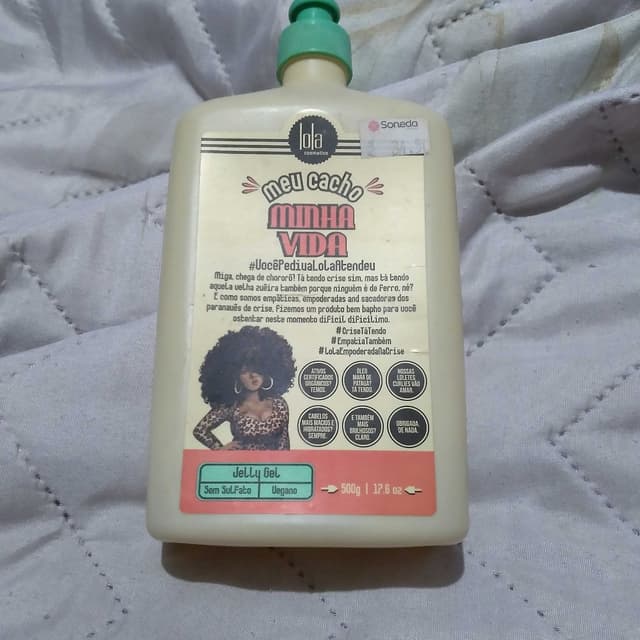 lola
cosmetics
Soneda
meu cacho
MINHA
VIDA
#VocêPediuaLolaAtendeu
Miga, chega de chororô! Tá tendo crise sim, mas tá tendo
aquela velha zuêira também porque ninguém é de Ferro, né?
E como somos empáticas, empoderadas and sacadoras dos
paranauês de crise, fizemos um produto bem bapho para você
ostentar neste momento difícil dificílimo.
#CriseTáTendo
#EmpatiaTambém
#LolaEmpoderadaNaCrise
ATIVOS CERTIFICADOS ORGÂNICOS? TEMOS.
ÓLEO MARA DE PATAUÁ? TÁ TENDO.
NOSSAS LOLETES CURLIES VÃO AMAR.
CABELOS MAIS MACIOS E HIDRATADOS? SEMPRE.
E TAMBÉM MAIS BRILHOSOS? CLARO.
OBRIGADA. DE NADA.
Jelly Gel
Sem Sulfato | Vegano
500g | 17.6 oz